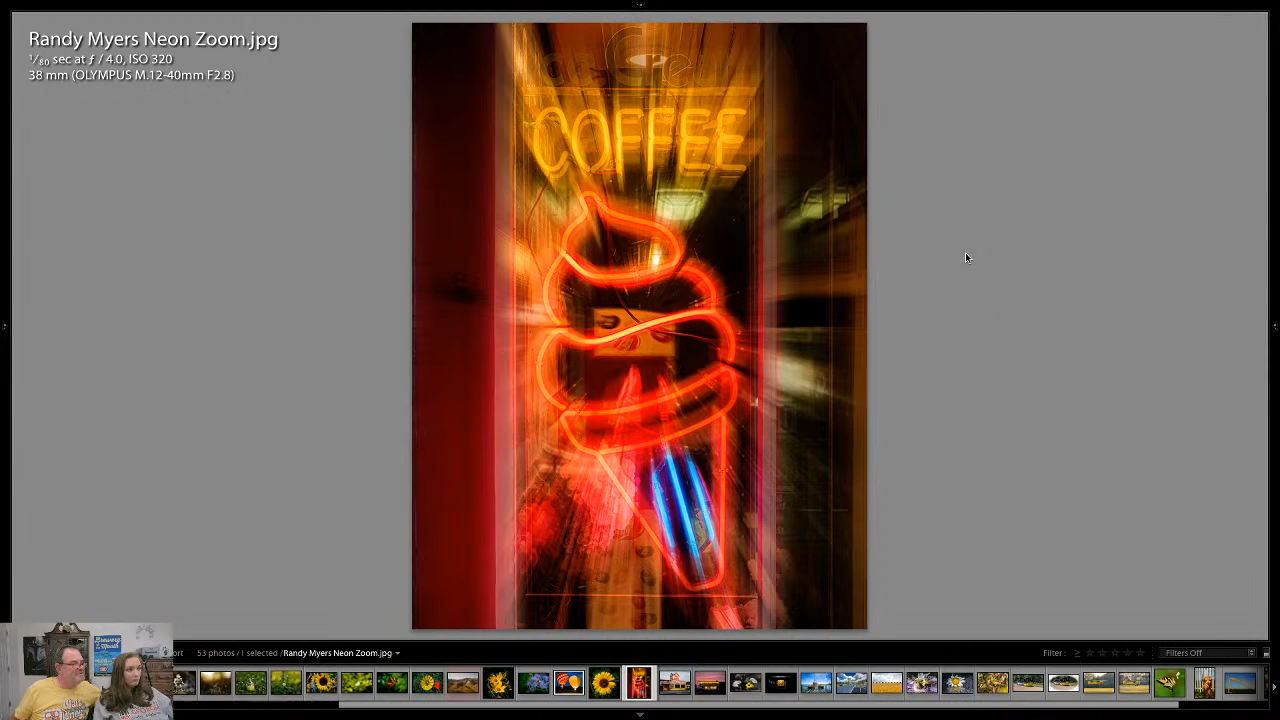 Randy Myers Neon Zoom.jpg
1/80 sec at ƒ / 4.0, ISO 320
38 mm (OLYMPUS M.12-40mm F2.8)
Cre
COFFEE
53 photos / 1 selected / Randy Myers Neon Zoom.jpg
Filter :
Filters Off